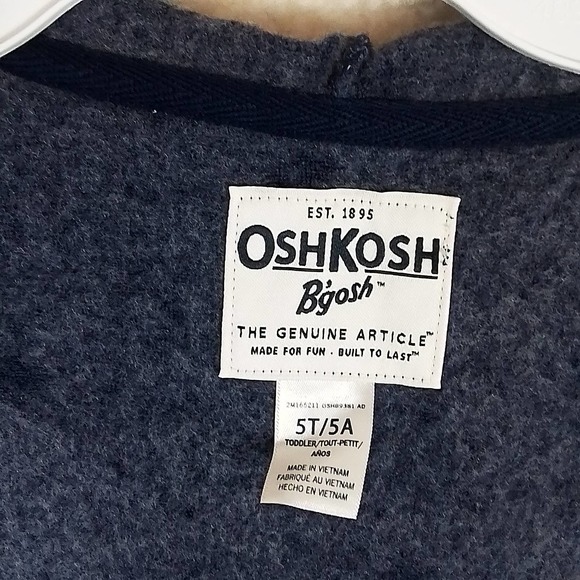 EST. 1895
OSHKOSH
B'gosh™
THE GENUINE ARTICLE™
MADE FOR FUN · BUILT TO LAST™
5T/5A
TODDLER/TOUT-PETIT/
AÑOS
MADE IN VIETNAM
FABRIQUÉ AU VIETNAM
HECHO EN VIETNAM